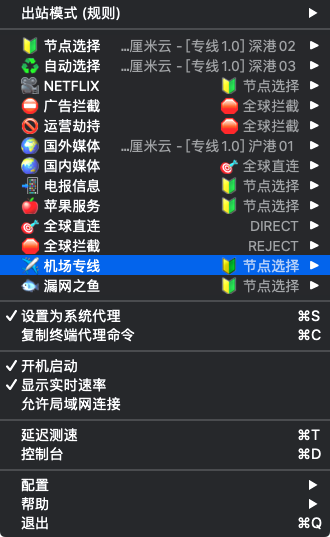 出站模式 (规则)
节点选择 ...厘米云 - [专线1.0] 深港 02
自动选择 ...厘米云 - [专线1.0] 深港 03
NETFLIX 节点选择
广告拦截 全球拦截
运营劫持 全球拦截
国外媒体 ...厘米云 - [专线1.0] 沪港 01
国内媒体 全球直连
电报信息 节点选择
苹果服务 节点选择
全球直连 DIRECT
全球拦截 REJECT
机场专线 节点选择
漏网之鱼 节点选择
设置为系统代理 ⌘S
复制终端代理命令 ⌘C
开机启动
显示实时速率
允许局域网连接
延迟测速 ⌘T
控制台 ⌘D
配置
帮助
退出 ⌘Q